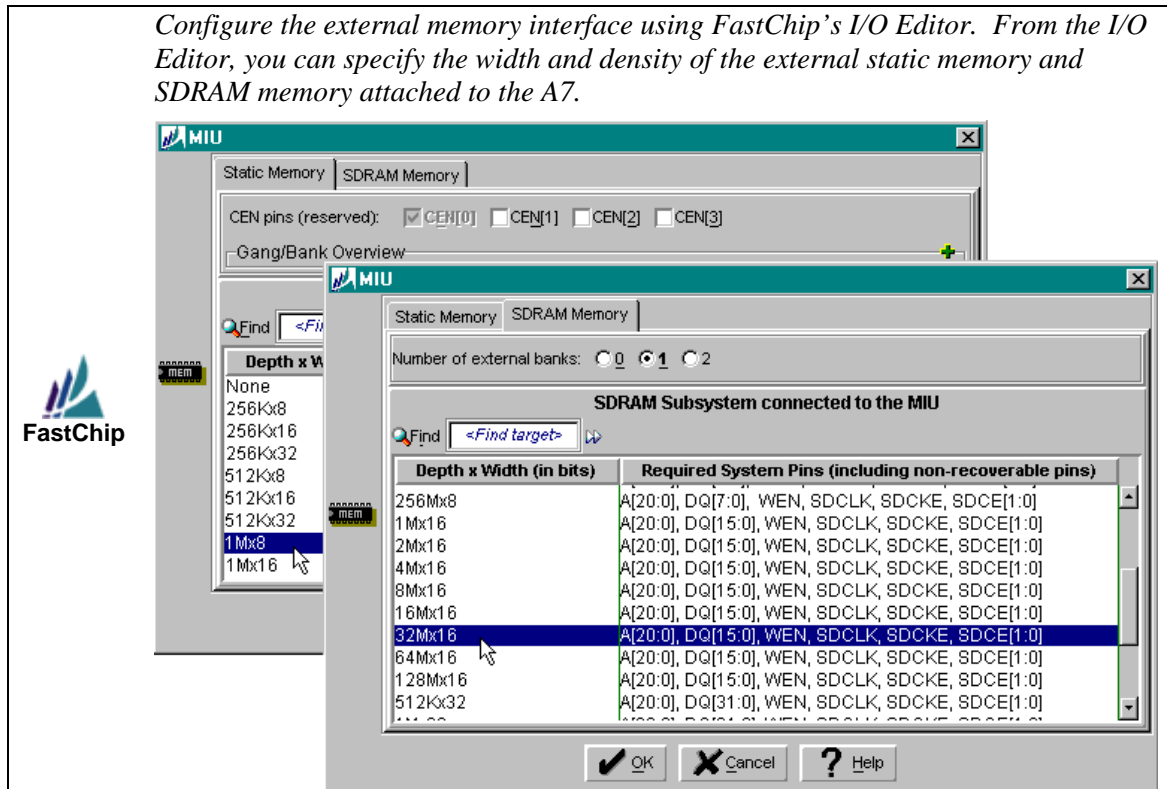 Configure the external memory interface using FastChip's I/O Editor. From the I/O
Editor, you can specify the width and density of the external static memory and
SDRAM memory attached to the A7.
MIU
Static Memory
SDRAM Memory
CEN pins (reserved):
CEN[0]
CEN[1]
CEN[2]
CEN[3]
Gang/Bank Overview
Find
Depth x
None
256Kx8
256Kx16
256Kx32
512Kx8
512Kx16
512Kx32
1Mx8
1Mx16
mem
FastChip
MIU
Static Memory
SDRAM Memory
Number of external banks: 0 1 2
SDRAM Subsystem connected to the MIU
Find <Find target>
Depth x Width (in bits) Required System Pins (including non-recoverable pins)
256Mx8 A[20:0], DQ[7:0], WEN, SDCLK, SDCKE, SDCE[1:0]
1Mx16 A[20:0], DQ[15:0], WEN, SDCLK, SDCKE, SDCE[1:0]
2Mx16 A[20:0], DQ[15:0], WEN, SDCLK, SDCKE, SDCE[1:0]
4Mx16 A[20:0], DQ[15:0], WEN, SDCLK, SDCKE, SDCE[1:0]
8Mx16 A[20:0], DQ[15:0], WEN, SDCLK, SDCKE, SDCE[1:0]
16Mx16 A[20:0], DQ[15:0], WEN, SDCLK, SDCKE, SDCE[1:0]
32Mx16 A[20:0], DQ[15:0], WEN, SDCLK, SDCKE, SDCE[1:0]
64Mx16 A[20:0], DQ[15:0], WEN, SDCLK, SDCKE, SDCE[1:0]
128Mx16 A[20:0], DQ[15:0], WEN, SDCLK, SDCKE, SDCE[1:0]
512Kx32 A[20:0], DQ[31:0], WEN, SDCLK, SDCKE, SDCE[1:0]
mem
OK
Cancel
Help